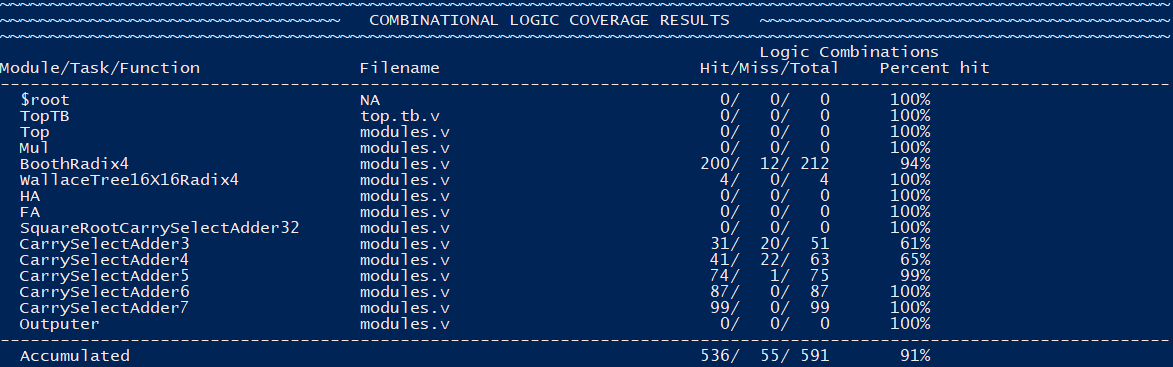 ~~~~~~~~~~~~~~~~~~~~~~~~~~~~~~~~~~~~~~~~~~~~~~~~~~~~~~~~~~~~~~~~~~~~~~~~~~~~~~~~~~~~~~~~~~~~~~~~~~~~~~~~~~~~~~~~~~~~~
~~~~~~~~~~~~~~~~~~~~~~~~~~~~~~~~~~   COMBINATIONAL LOGIC COVERAGE RESULTS   ~~~~~~~~~~~~~~~~~~~~~~~~~~~~~~~~~~~~~~~~~
~~~~~~~~~~~~~~~~~~~~~~~~~~~~~~~~~~~~~~~~~~~~~~~~~~~~~~~~~~~~~~~~~~~~~~~~~~~~~~~~~~~~~~~~~~~~~~~~~~~~~~~~~~~~~~~~~~~~~
                                                                            Logic Combinations
Module/Task/Function                Filename                          Hit/Miss/Total    Percent hit
---------------------------------------------------------------------------------------------------------------------
  $root                             NA                                  0/   0/   0      100%
  TopTB                             top.tb.v                            0/   0/   0      100%
  Top                               modules.v                           0/   0/   0      100%
  Mul                               modules.v                           0/   0/   0      100%
  BoothRadix4                       modules.v                         200/  12/ 212       94%
  WallaceTree16X16Radix4            modules.v                           4/   0/   4      100%
  HA                                modules.v                           0/   0/   0      100%
  FA                                modules.v                           0/   0/   0      100%
  SquareRootCarrySelectAdder32      modules.v                           0/   0/   0      100%
  CarrySelectAdder3                 modules.v                          31/  20/  51       61%
  CarrySelectAdder4                 modules.v                          41/  22/  63       65%
  CarrySelectAdder5                 modules.v                          74/   1/  75       99%
  CarrySelectAdder6                 modules.v                          87/   0/  87      100%
  CarrySelectAdder7                 modules.v                          99/   0/  99      100%
  Outputer                          modules.v                           0/   0/   0      100%
---------------------------------------------------------------------------------------------------------------------
  Accumulated                                                         536/  55/ 591       91%